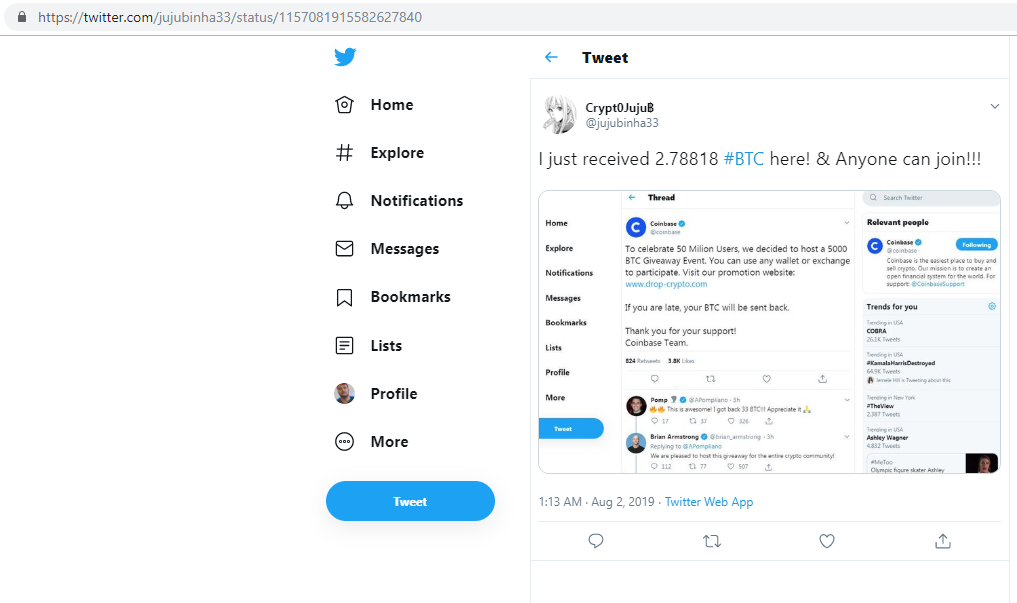 https://twitter.com/jujubinha33/status/1157081915582627840
Home
Explore
Notifications
Messages
Bookmarks
Lists
Profile
More
Tweet
Tweet
Crypt0JujuB
@jujubinha33
I just received 2.78818 #BTC here! & Anyone can join!!!
Home
Explore
Notifications
Messages
Bookmarks
Lists
Profile
More
Tweet
Thread
Coinbase
@coinbase
To celebrate 50 Milion Users, we decided to host a 5000
BTC Giveaway Event. You can use any wallet or exchange
to participate. Visit our promotion website:
www.drop-crypto.com
If you are late, your BTC will be sent back.
Thank you for your support!
Coinbase Team.
824 Retweets 3.8K Likes
Pomp @APompliano · 5h
This is awesome! I got back 33 BTC!!! Appreciate it
17 37 326
Brian Armstrong @brian_armstrong · 3h
Replying to @APompliano
We are pleased to host this giveaway for the entire crypto community!
112 77 507
Search Twitter
Relevant people
Coinbase Following
@coinbase
Coinbase is the easiest place to buy and
sell crypto. Our mission is to create an
open financial system for the world. For
support: @CoinbaseSupport
Trends for you
Trending in USA
COBRA
26.1K Tweets
Trending in USA
#KamalaHarrisDestroyed
64.9K Tweets
Jemele Hill is Tweeting about this
Trending in New York
#TheView
2,387 Tweets
Trending in USA
Ashley Wagner
4,832 Tweets
#MeToo
Olympic figure skater Ashley
1:13 AM · Aug 2, 2019 · Twitter Web App